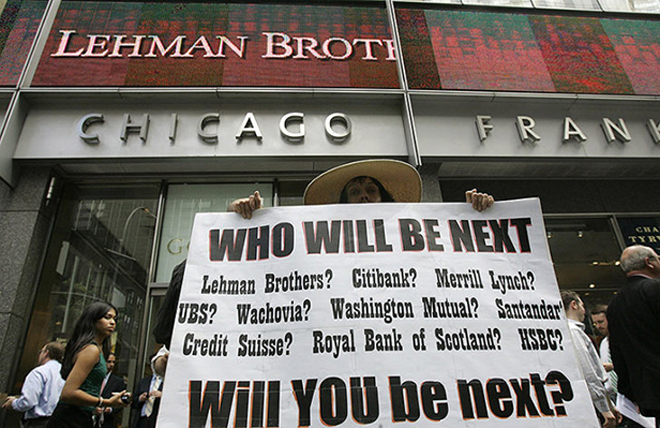 LEHMAN BROTH
CHICAGO FRANK
WHO WILL BE NEXT
Lehman Brothers? Citibank? Merrill Lynch?
UBS? Wachovia? Washington Mutual? Santandar
Credit Suisse? Royal Bank of Scotland? HSBC?
Will YOU be next?